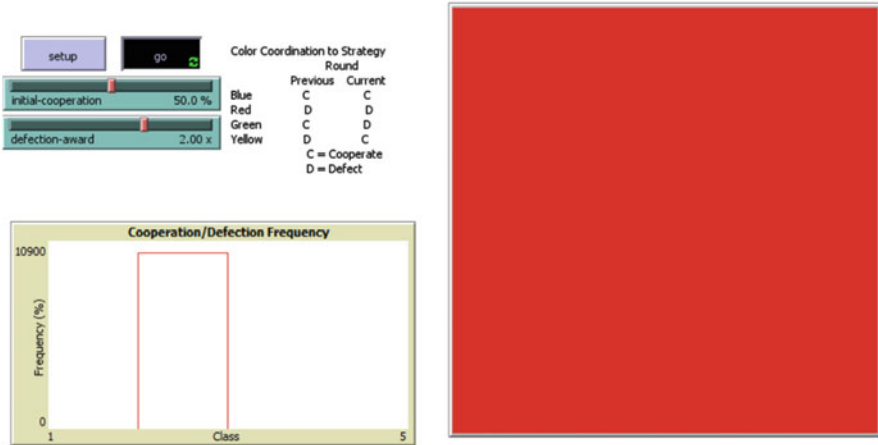 setup
go
initial-cooperation 50.0 %
defection-award 2.00 x
Color Coordination to Strategy
Round
Previous Current
Blue C C
Red D D
Green C D
Yellow D C
C = Cooperate
D = Defect
Cooperation/Defection Frequency
10900
Frequency (%)
0
1 Class 5